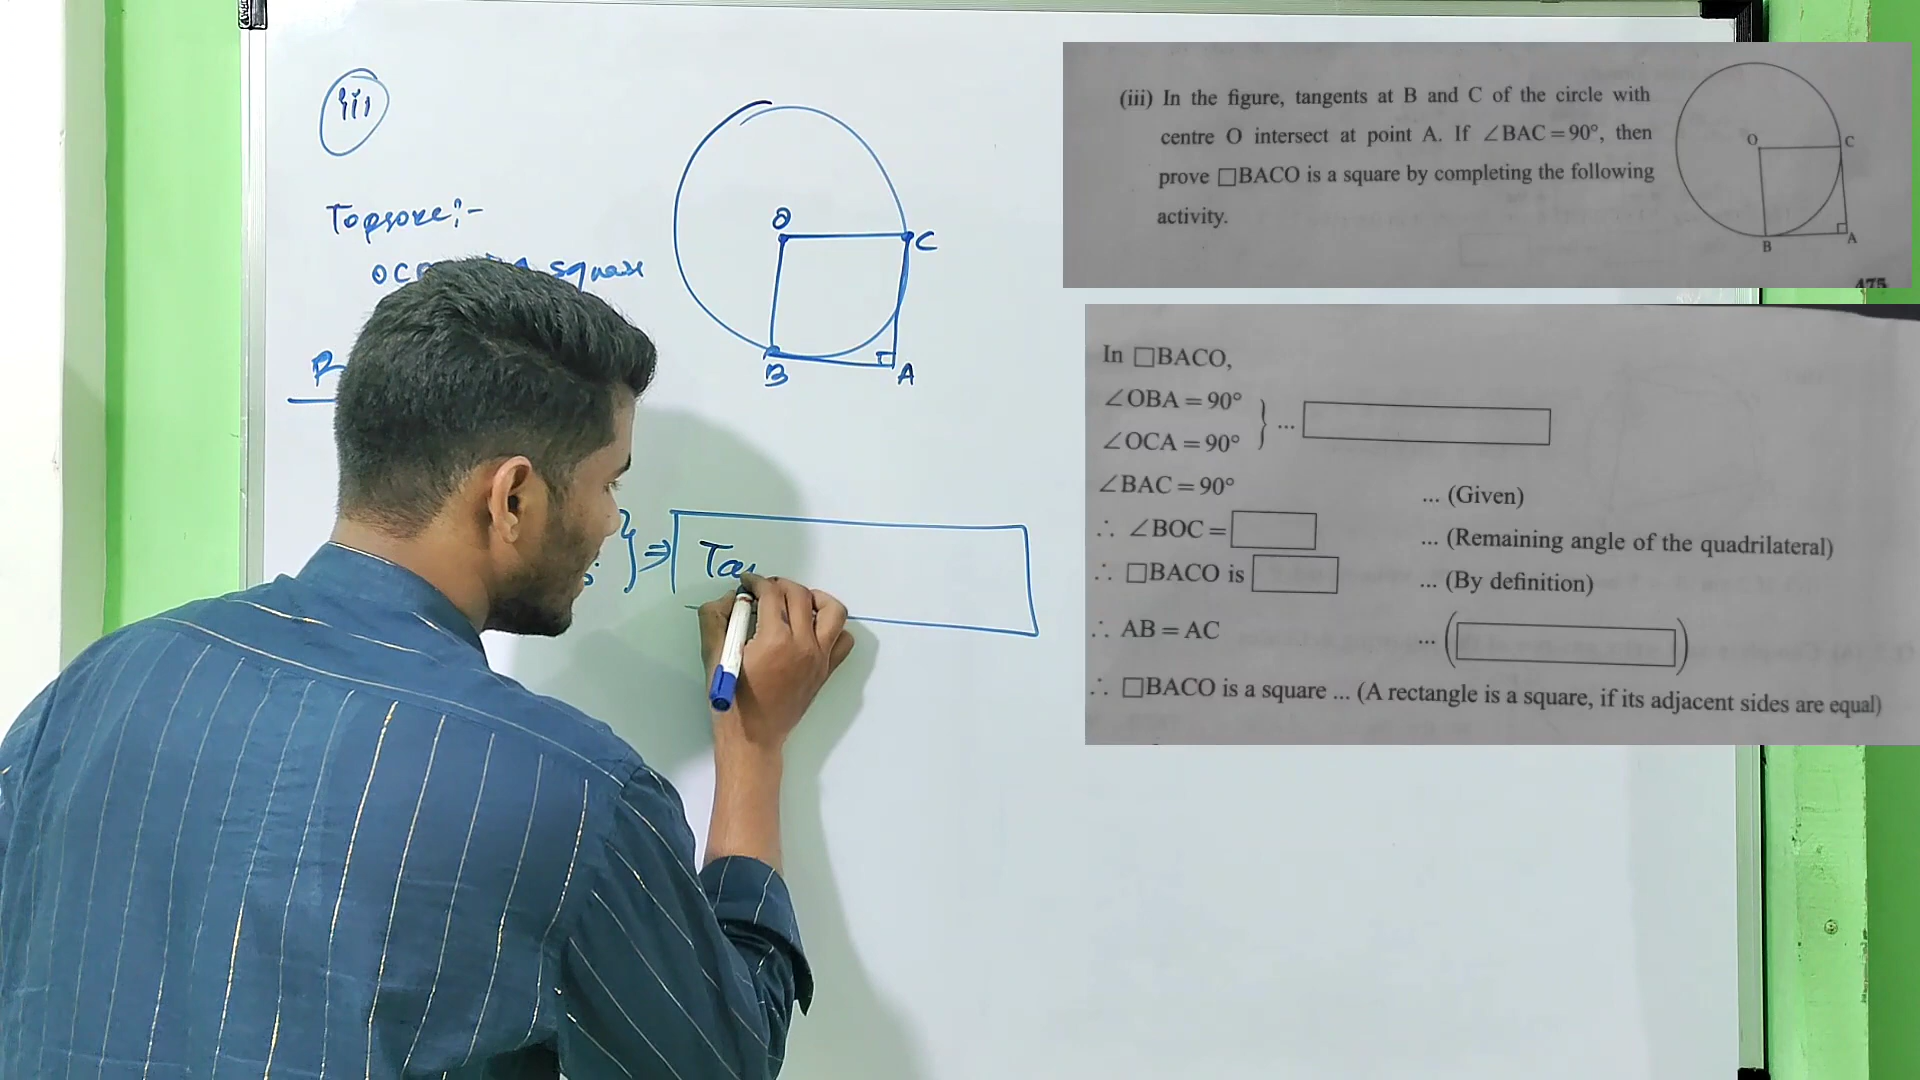 iii
To prove:-
square
O
C
B
A
} ⇒ Tan
(iii) In the figure, tangents at B and C of the circle with
centre O intersect at point A. If ∠BAC = 90°, then
prove □BACO is a square by completing the following
activity.
O
C
B
A
475
In □BACO,
∠OBA = 90°
∠OCA = 90° } ...
∠BAC = 90° ... (Given)
∴ ∠BOC = ... (Remaining angle of the quadrilateral)
∴ □BACO is ... (By definition)
∴ AB = AC ... ( )
∴ □BACO is a square ... (A rectangle is a square, if its adjacent sides are equal)